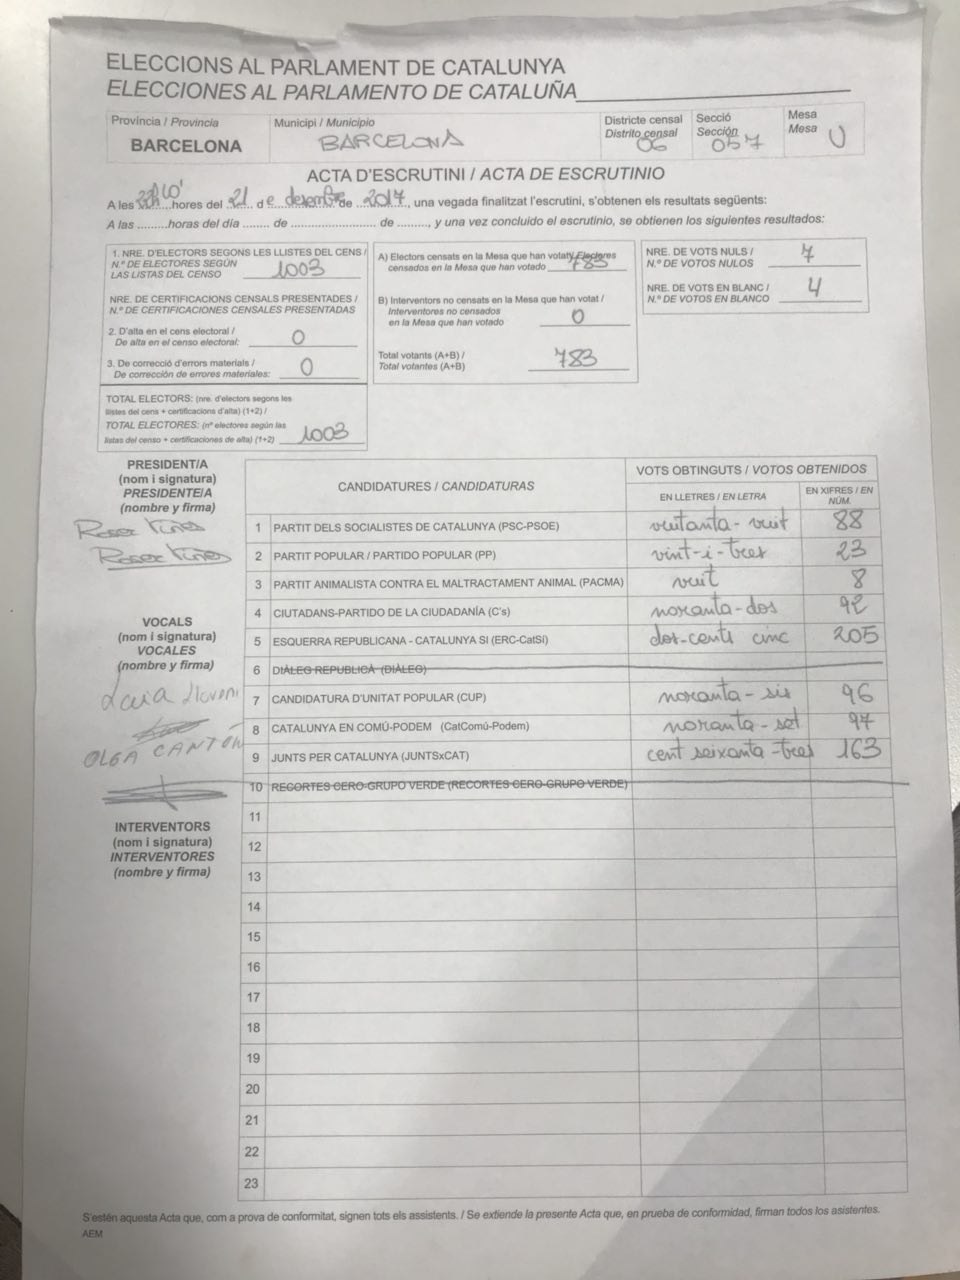 ELECCIONS AL PARLAMENT DE CATALUNYA
ELECCIONES AL PARLAMENTO DE CATALUÑA
Provincia / Provincia
BARCELONA
Municipi / Municipio
BARCELONA
Districte censal
Distrito censal
06
Secció
Sección
057
Mesa
Mesa
U
ACTA D'ESCRUTINI / ACTA DE ESCRUTINIO
A les ........ hores del 21 de desembre de 2017, una vegada finalitzat l'escrutini, s'obtenen els resultats següents:
A las .........horas del día ....... de ........................... de ........, y una vez concluido el escrutinio, se obtienen los siguientes resultados:
1. NRE. D'ELECTORS SEGONS LES LLISTES DEL CENS /
N.º DE ELECTORES SEGÚN
LAS LISTAS DEL CENSO 1003
NRE. DE CERTIFICACIONS CENSALS PRESENTADES /
N.º DE CERTIFICACIONES CENSALES PRESENTADAS
2. D'alta en el cens electoral /
De alta en el censo electoral: 0
3. De correcció d'errors materials /
De corrección de errores materiales: 0
TOTAL ELECTORS: (nre. d'electors segons les
llistes del cens + certificacions d'alta) (1+2) /
TOTAL ELECTORES: (nº electores según las
listas del censo + certificaciones de alta) (1+2) 1003
A) Electors censats en la Mesa que han votat / Electores
censados en la Mesa que han votado 783
B) Interventors no censats en la Mesa que han votat /
Interventores no censados
en la Mesa que han votado 0
Total votants (A+B) /
Total votantes (A+B) 783
NRE. DE VOTS NULS /
N.º DE VOTOS NULOS 7
NRE. DE VOTS EN BLANC /
N.º DE VOTOS EN BLANCO 4
PRESIDENT/A
(nom i signatura)
PRESIDENTE/A
(nombre y firma)
Roser
Roser
VOCALS
(nom i signatura)
VOCALES
(nombre y firma)
OLGA CANTÓN
INTERVENTORS
(nom i signatura)
INTERVENTORES
(nombre y firma)
CANDIDATURES / CANDIDATURAS
VOTS OBTINGUTS / VOTOS OBTENIDOS
EN LLETRES / EN LETRA
EN XIFRES / EN
NÚM.
1 PARTIT DELS SOCIALISTES DE CATALUNYA (PSC-PSOE) vuitanta-vuit 88
2 PARTIT POPULAR / PARTIDO POPULAR (PP) vint-i-tres 23
3 PARTIT ANIMALISTA CONTRA EL MALTRACTAMENT ANIMAL (PACMA) vuit 8
4 CIUTADANS-PARTIDO DE LA CIUDADANÍA (C's) noranta-dos 92
5 ESQUERRA REPUBLICANA - CATALUNYA SI (ERC-CatSí) dos-cents cinc 205
6 DIÀLEG REPUBLICÀ (DIÀLEG)
7 CANDIDATURA D'UNITAT POPULAR (CUP) noranta-sis 96
8 CATALUNYA EN COMÚ-PODEM (CatComú-Podem) noranta-set 97
9 JUNTS PER CATALUNYA (JUNTSxCAT) cent seixanta-tres 163
10 RECORTES CERO-GRUPO VERDE (RECORTES CERO-GRUPO VERDE)
11
12
13
14
15
16
17
18
19
20
21
22
23
S'estén aquesta Acta que, com a prova de conformitat, signen tots els assistents. / Se extiende la presente Acta que, en prueba de conformidad, firman todos los asistentes.
AEM